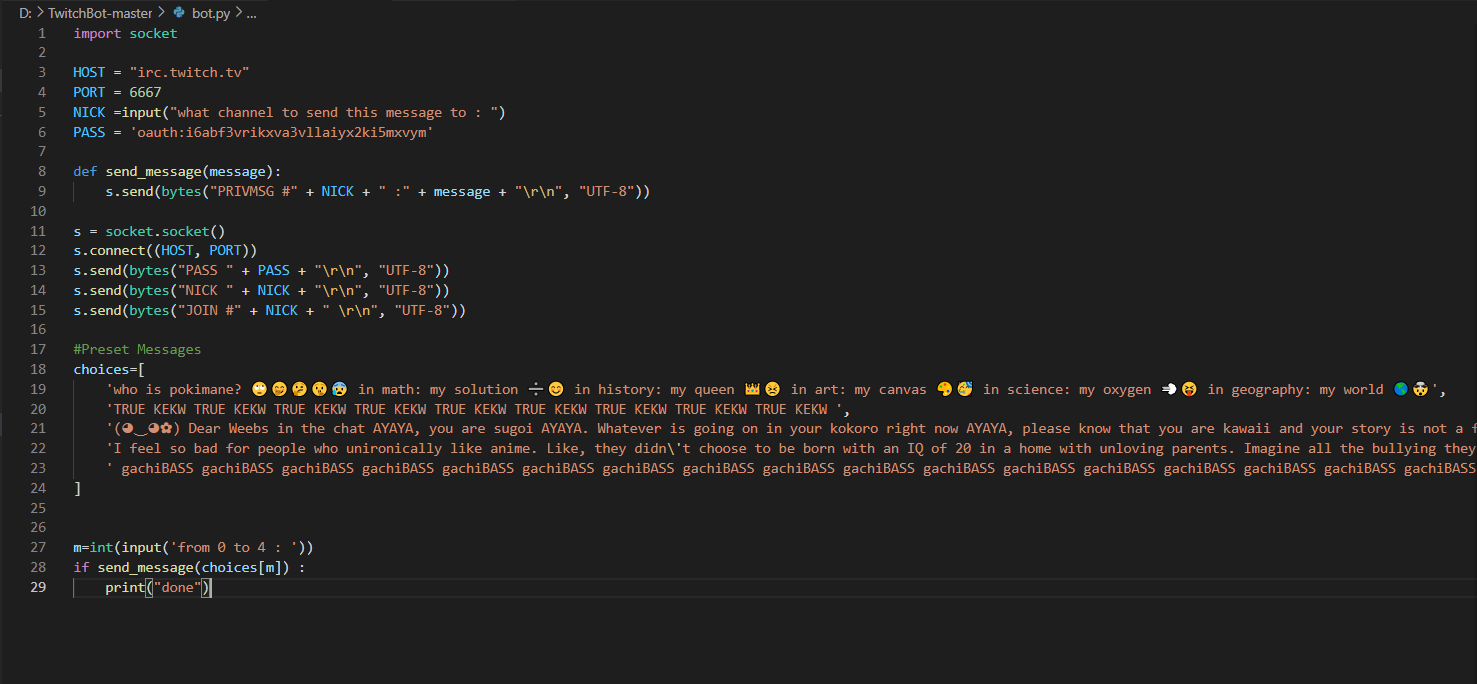 D: > TwitchBot-master > bot.py > ...
1 import socket
2
3 HOST = "irc.twitch.tv"
4 PORT = 6667
5 NICK =input("what channel to send this message to : ")
6 PASS = 'oauth:i6abf3vrikxva3vllaiyx2ki5mxvym'
7
8 def send_message(message):
9     s.send(bytes("PRIVMSG #" + NICK + " :" + message + "\r\n", "UTF-8"))
10
11 s = socket.socket()
12 s.connect((HOST, PORT))
13 s.send(bytes("PASS " + PASS + "\r\n", "UTF-8"))
14 s.send(bytes("NICK " + NICK + "\r\n", "UTF-8"))
15 s.send(bytes("JOIN #" + NICK + " \r\n", "UTF-8"))
16
17 #Preset Messages
18 choices=[
19     'who is pokimane? 🙄😁🤔😗😰 in math: my solution ➗😊 in history: my queen 👑😣 in art: my canvas 🎨🥳 in science: my oxygen 💨😝 in geography: my world 🌎🤯',
20     'TRUE KEKW TRUE KEKW TRUE KEKW TRUE KEKW TRUE KEKW TRUE KEKW TRUE KEKW TRUE KEKW TRUE KEKW ',
21     '(◕‿◕✿) Dear Weebs in the chat AYAYA, you are sugoi AYAYA. Whatever is going on in your kokoro right now AYAYA, please know that you are kawaii and your story is not a f
22     'I feel so bad for people who unironically like anime. Like, they didn\'t choose to be born with an IQ of 20 in a home with unloving parents. Imagine all the bullying they
23     ' gachiBASS gachiBASS gachiBASS gachiBASS gachiBASS gachiBASS gachiBASS gachiBASS gachiBASS gachiBASS gachiBASS gachiBASS gachiBASS gachiBASS gachiBASS gachiBASS gachiBASS
24 ]
25
26
27 m=int(input('from 0 to 4 : '))
28 if send_message(choices[m]) :
29     print("done")